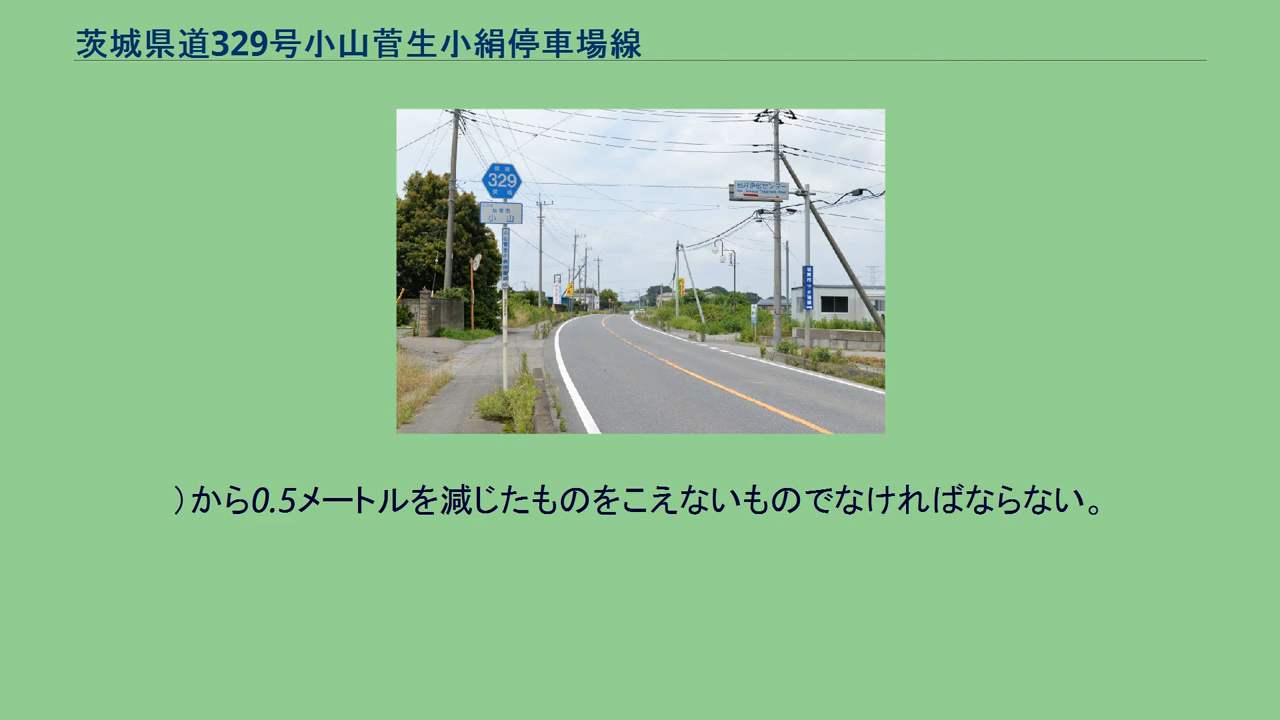 茨城県道329号小山菅生小絹停車場線
329
茨城
小山
）から0.5メートルを減じたものをこえないものでなければならない。